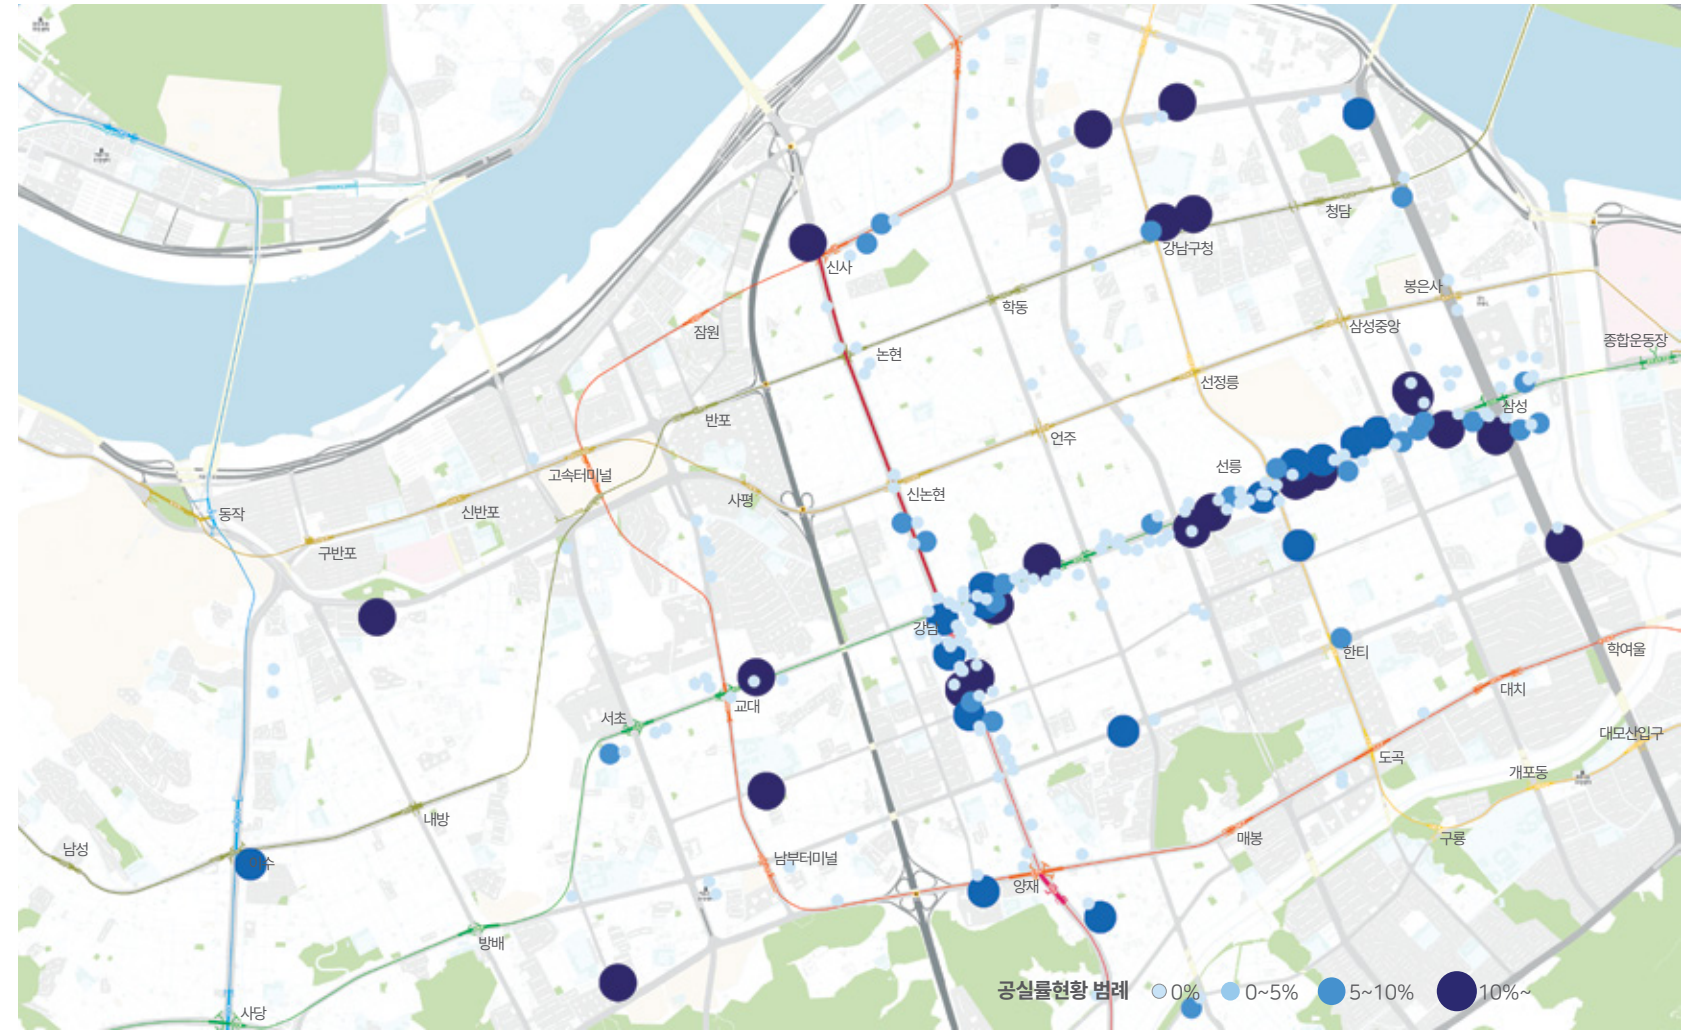 청담
강남구청
신사
봉은사
학동
삼성중앙
잠원
종합운동장
논현
선정릉
삼성
반포
언주
선릉
고속터미널
사평
신논현
신반포
동작
구반포
강남
학여울
한티
대치
교대
서초
대모산입구
도곡
개포동
내방
매봉
구룡
남성
남부터미널
양재
방배
공실률현황 범례 0% 0~5% 5~10% 10%~
사당